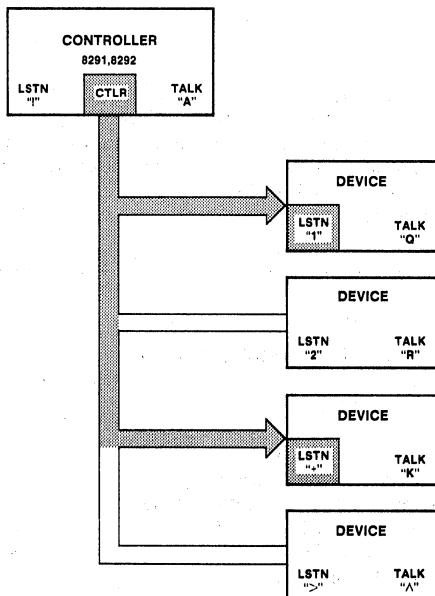 CONTROLLER
8291,8292
LSTN
"!"
CTLR
TALK
"A"
DEVICE
LSTN
"1"
TALK
"Q"
DEVICE
LSTN
"2"
TALK
"R"
DEVICE
LSTN
"+"
TALK
"K"
DEVICE
LSTN
">"
TALK
"^"